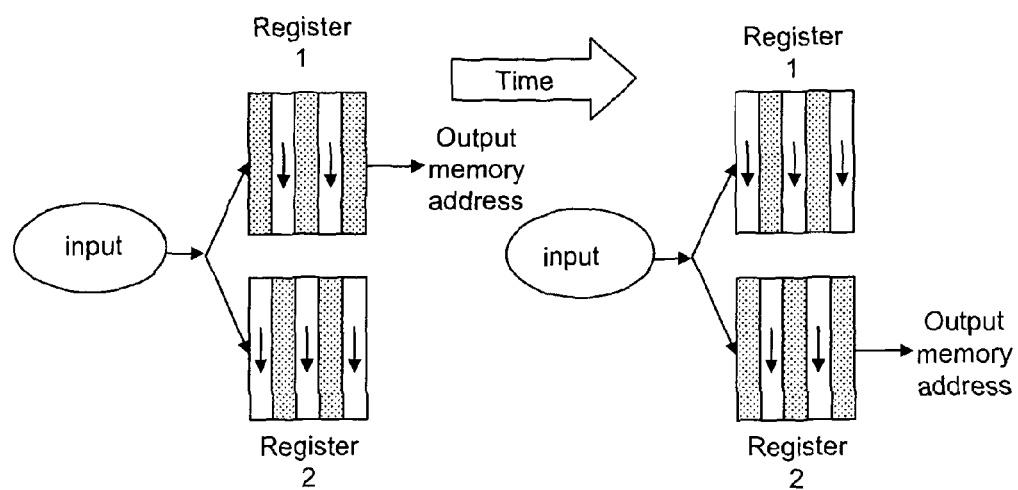 Register
1
Time
Register
1
Output
memory
address
input
input
Output
memory
address
Register
2
Register
2